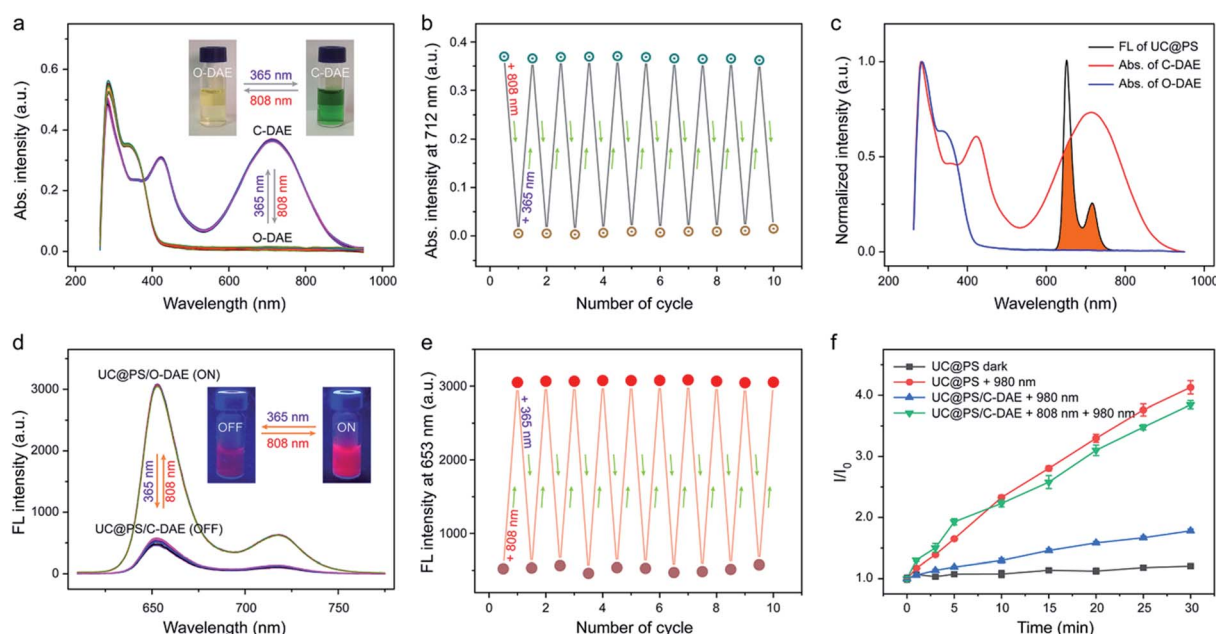 a
Abs. intensity (a.u.)
0.6
0.4
0.2
0.0
200
400
600
800
1000
Wavelength (nm)
O-DAE
365 nm
808 nm
C-DAE
C-DAE
365 nm
808 nm
O-DAE
b
Abs. intensity at 712 nm (a.u.)
0.4
0.3
0.2
0.1
0.0
0
2
4
6
8
10
Number of cycle
+ 808 nm
+ 365 nm
c
Normalized intensity (a.u.)
1.0
0.5
0.0
200
400
600
800
1000
Wavelength (nm)
FL of UC@PS
Abs. of C-DAE
Abs. of O-DAE
d
FL intensity (a.u.)
3000
2000
1000
0
650
700
750
Wavelength (nm)
UC@PS/O-DAE (ON)
365 nm
808 nm
UC@PS/C-DAE (OFF)
OFF
365 nm
808 nm
ON
e
FL intensity at 653 nm (a.u.)
3000
2500
2000
1500
1000
500
0
2
4
6
8
10
Number of cycle
+ 365 nm
+ 808 nm
f
I/I0
4.0
3.0
2.0
1.0
0
5
10
15
20
25
30
Time (min)
UC@PS dark
UC@PS + 980 nm
UC@PS/C-DAE + 980 nm
UC@PS/C-DAE + 808 nm + 980 nm